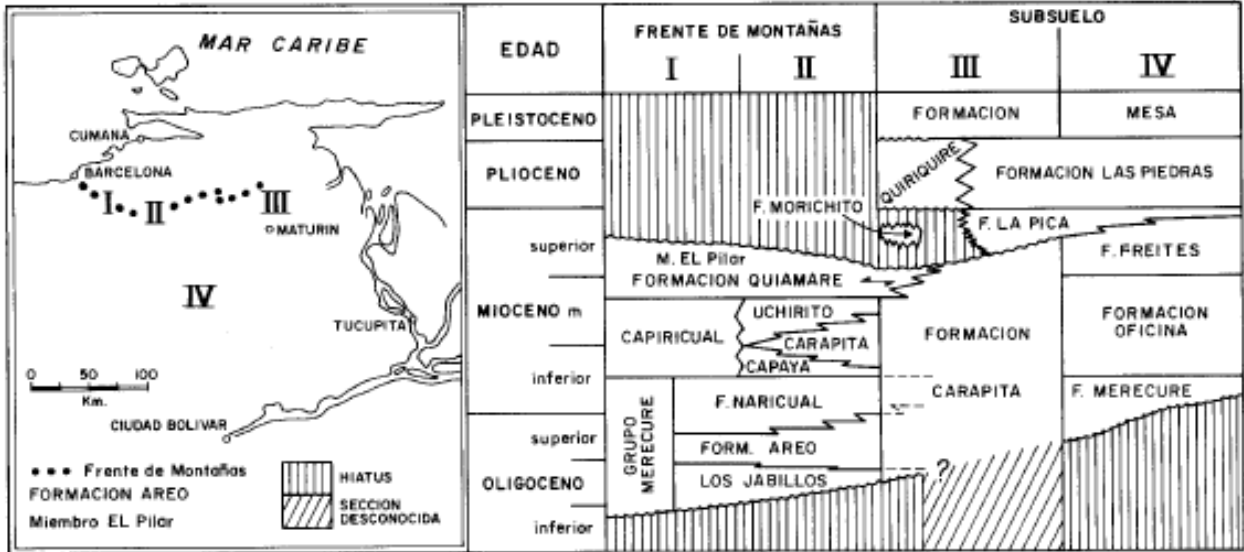 MAR CARIBE
CUMANA
BARCELONA
I
II
III
MATURIN
IV
TUCUPITA
0 50 100
Km.
CIUDAD BOLIVAR
Frente de Montañas
FORMACION AREO
Miembro EL Pilar
HIATUS
SECCION
DESCONOCIDA
EDAD
FRENTE DE MONTAÑAS
SUBSUELO
I
II
III
IV
PLEISTOCENO
FORMACION
MESA
PLIOCENO
QUIRIQUIRE
FORMACION LAS PIEDRAS
F. MORICHITO
F. LA PICA
superior
M. EL Pilar
F. FREITES
FORMACION QUIAMARE
MIOCENO m
UCHIRITO
CAPIRICUAL
CARAPITA
CAPAYA
FORMACION
FORMACION
OFICINA
inferior
CARAPITA
F. MERECURE
GRUPO
MERECURE
F. NARICUAL
superior
FORM. AREO
OLIGOCENO
LOS JABILLOS
?
inferior